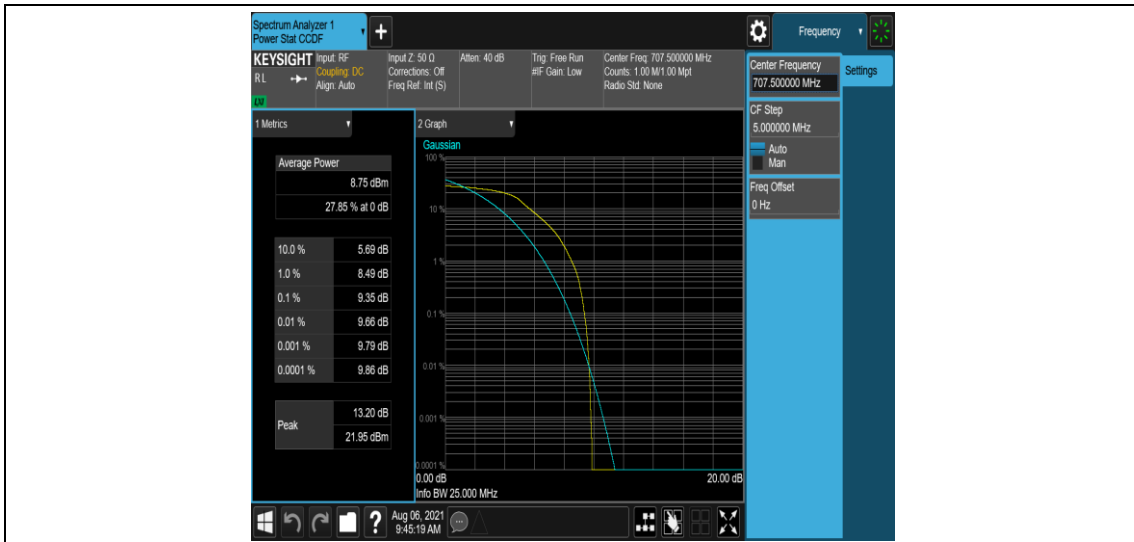 Spectrum Analyzer 1
Power Stat CCDF
+
Frequency
KEYSIGHT
RL
LM
Input: RF
Coupling: DC
Align: Auto
Input Z: 50 Ω
Corrections: Off
Freq Ref: Int (S)
Atten: 40 dB
Trig: Free Run
#IF Gain: Low
Center Freq: 707.500000 MHz
Counts: 1.00 M/1.00 Mpt
Radio Std: None
Center Frequency
707.500000 MHz
Settings
CF Step
5.000000 MHz
Auto
Man
Freq Offset
0 Hz
1 Metrics
Average Power
8.75 dBm
27.85 % at 0 dB
10.0 % 5.69 dB
1.0 % 8.49 dB
0.1 % 9.35 dB
0.01 % 9.66 dB
0.001 % 9.79 dB
0.0001 % 9.86 dB
Peak
13.20 dB
21.95 dBm
2 Graph
Gaussian
100 %
10 %
1 %
0.1 %
0.01 %
0.001 %
0.0001 %
0.00 dB 20.00 dB
Info BW 25.000 MHz
?
Aug 06, 2021
9:45:19 AM